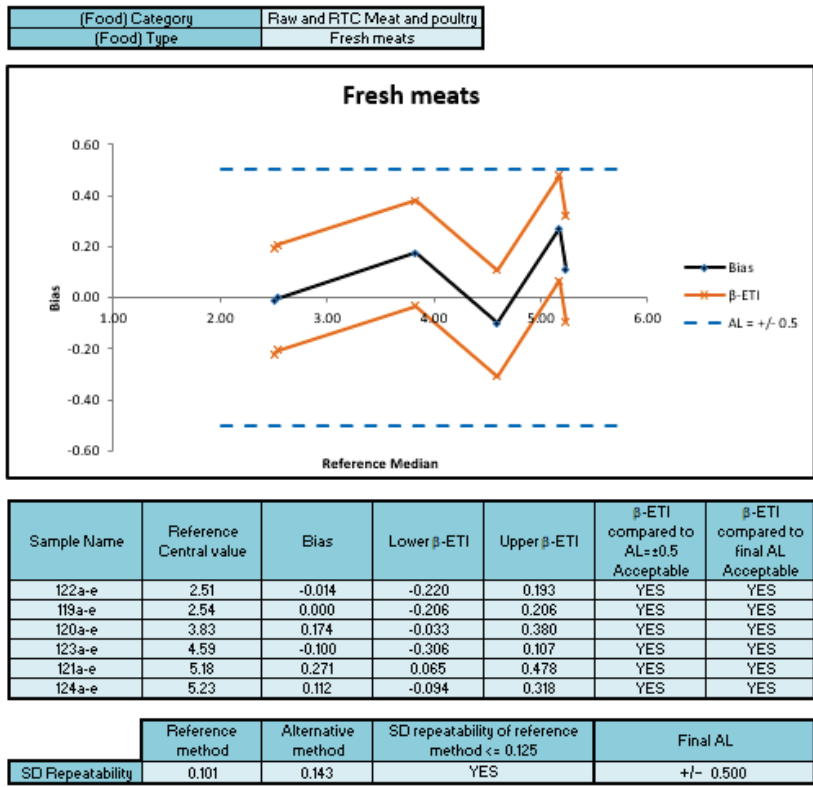 (Food) Category Raw and RTC Meat and poultry
(Food) Type Fresh meats
Fresh meats
0.60
0.40
0.20
0.00
-0.20
-0.40
-0.60
1.00 2.00 3.00 4.00 5.00 6.00
Bias
Reference Median
Bias
β-ETI
AL = +/- 0.5
Sample Name Reference Central value Bias Lower β-ETI Upper β-ETI β-ETI compared to AL=±0.5 Acceptable β-ETI compared to final AL Acceptable
122a-e 2.51 -0.014 -0.220 0.193 YES YES
119a-e 2.54 0.000 -0.206 0.206 YES YES
120a-e 3.83 0.174 -0.033 0.380 YES YES
123a-e 4.59 -0.100 -0.306 0.107 YES YES
121a-e 5.18 0.271 0.065 0.478 YES YES
124a-e 5.23 0.112 -0.094 0.318 YES YES
Reference method Alternative method SD repeatability of reference method <= 0.125 Final AL
SD Repeatability 0.101 0.143 YES +/- 0.500